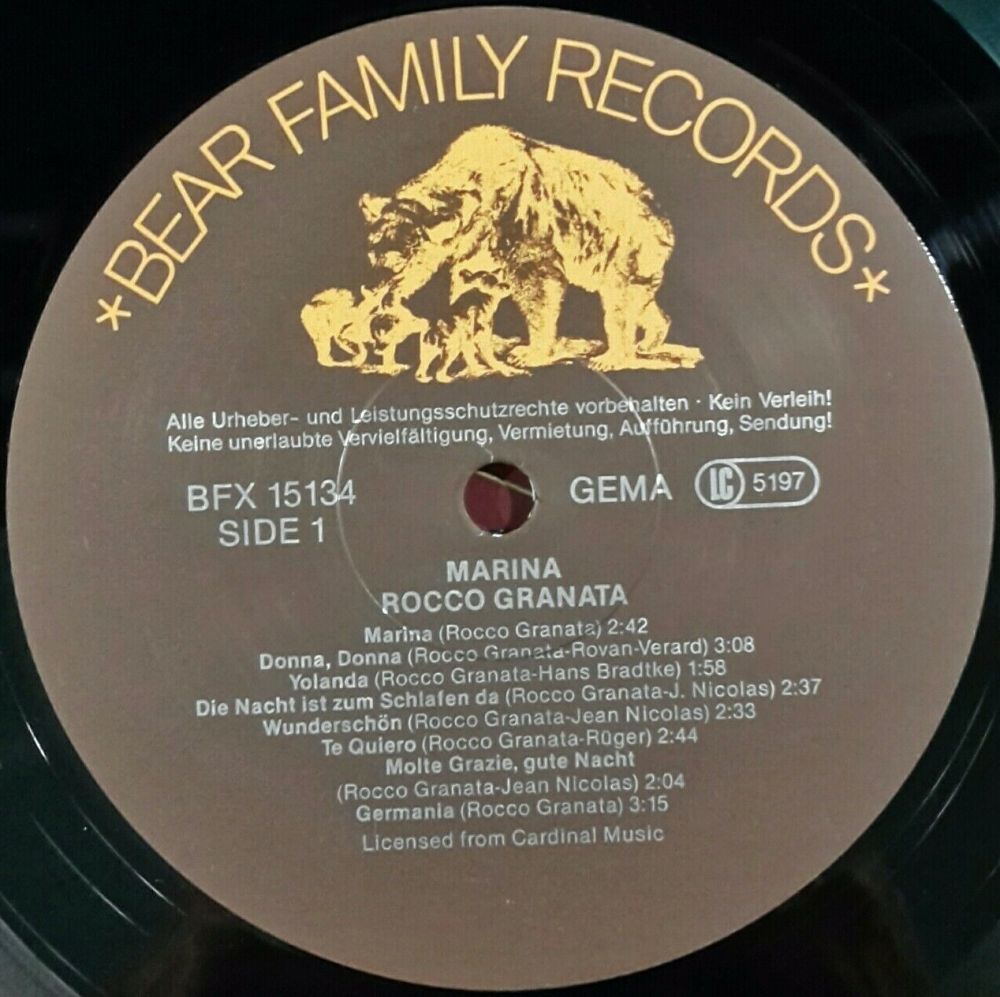 *BEAR FAMILY RECORDS*
Alle Urheber- und Leistungsschutzrechte vorbehalten · Kein Verleih!
Keine unerlaubte Vervielfältigung, Vermietung, Aufführung, Sendung!
BFX 15134
SIDE 1
GEMA LC 5197
MARINA
ROCCO GRANATA
Marina (Rocco Granata) 2:42
Donna, Donna (Rocco Granata-Rovan-Verard) 3:08
Yolanda (Rocco Granata-Hans Bradtke) 1:58
Die Nacht ist zum Schlafen da (Rocco Granata-J. Nicolas) 2:37
Wunderschön (Rocco Granata-Jean Nicolas) 2:33
Te Quiero (Rocco Granata-Rüger) 2:44
Molte Grazie, gute Nacht
(Rocco Granata-Jean Nicolas) 2:04
Germania (Rocco Granata) 3:15
Licensed from Cardinal Music